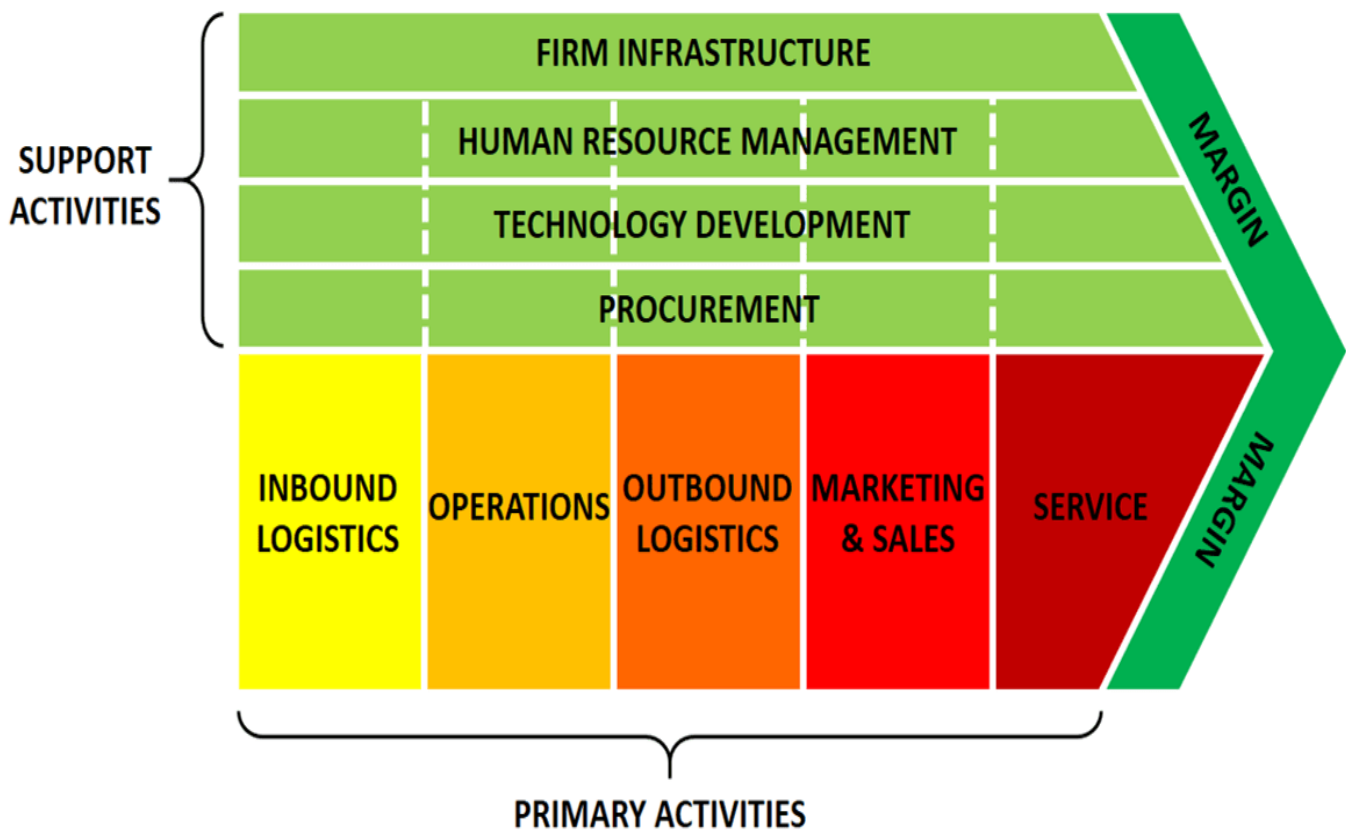 FIRM INFRASTRUCTURE
HUMAN RESOURCE MANAGEMENT
TECHNOLOGY DEVELOPMENT
PROCUREMENT
SUPPORT
ACTIVITIES
MARGIN
INBOUND
LOGISTICS
OPERATIONS
OUTBOUND
LOGISTICS
MARKETING
& SALES
SERVICE
MARGIN
PRIMARY ACTIVITIES